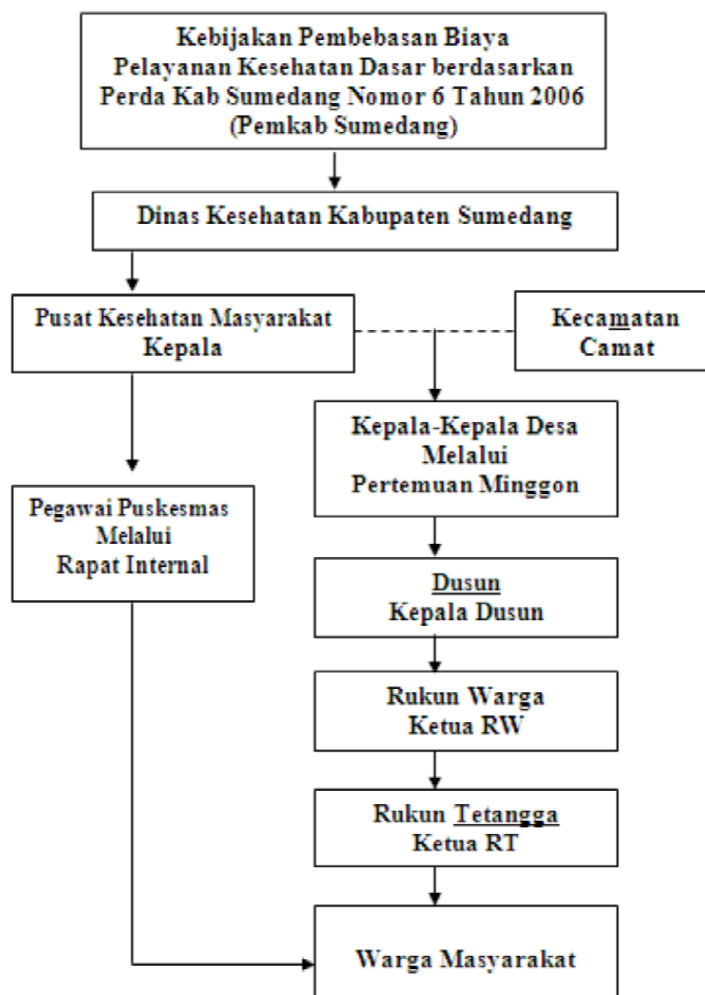 Kebijakan Pembebasan Biaya
Pelayanan Kesehatan Dasar berdasarkan
Perda Kab Sumedang Nomor 6 Tahun 2006
(Pemkab Sumedang)
Dinas Kesehatan Kabupaten Sumedang
Pusat Kesehatan Masyarakat
Kepala
Kecamatan
Camat
Kepala-Kepala Desa
Melalui
Pertemuan Minggon
Pegawai Puskesmas
Melalui
Rapat Internal
Dusun
Kepala Dusun
Rukun Warga
Ketua RW
Rukun Tetangga
Ketua RT
Warga Masyarakat